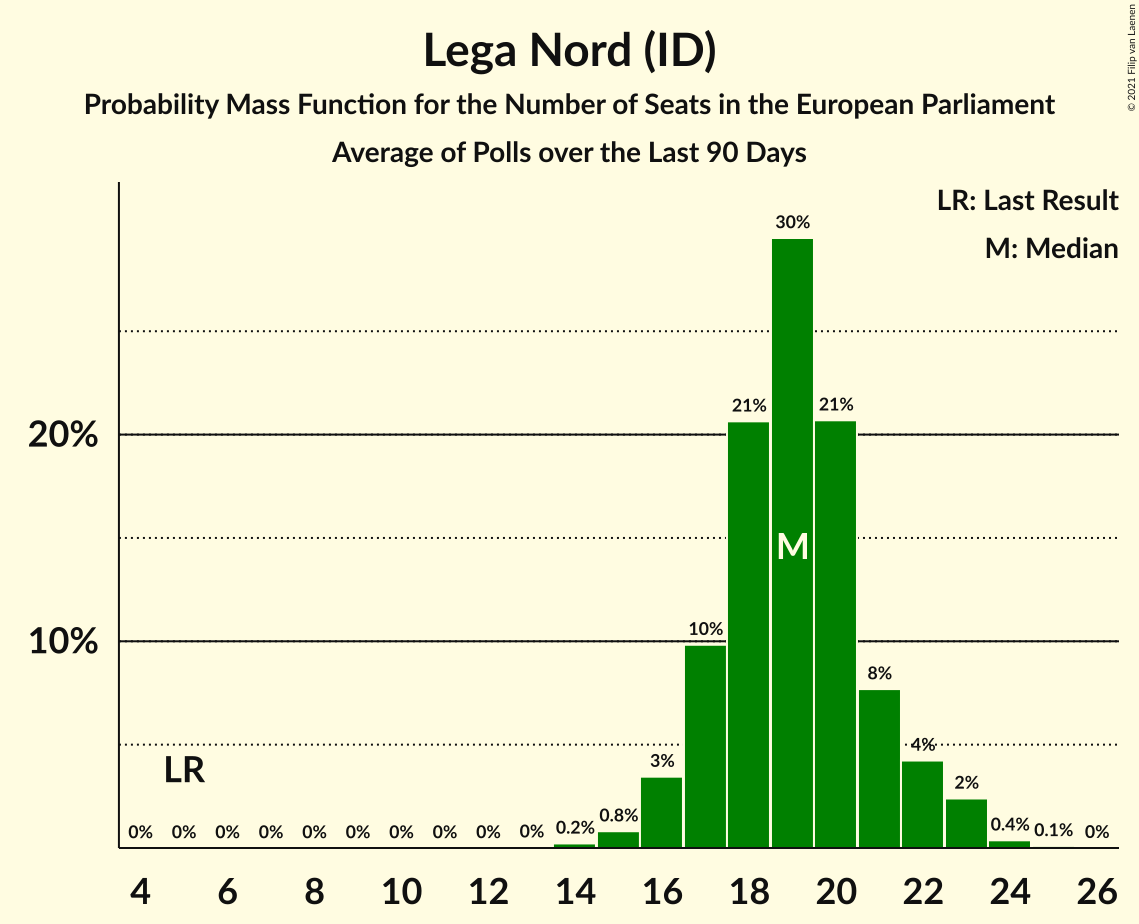 Lega Nord (ID)
Probability Mass Function for the Number of Seats in the European Parliament
Average of Polls over the Last 90 Days
© 2021 Filip van Laenen
LR: Last Result
M: Median
30%
21%
21%
20%
M
10%
10%
8%
4%
3%
2%
LR
0% 0% 0% 0% 0% 0% 0% 0% 0% 0% 0.2% 0.8% 0.4% 0.1% 0%
4 6 8 10 12 14 16 18 20 22 24 26